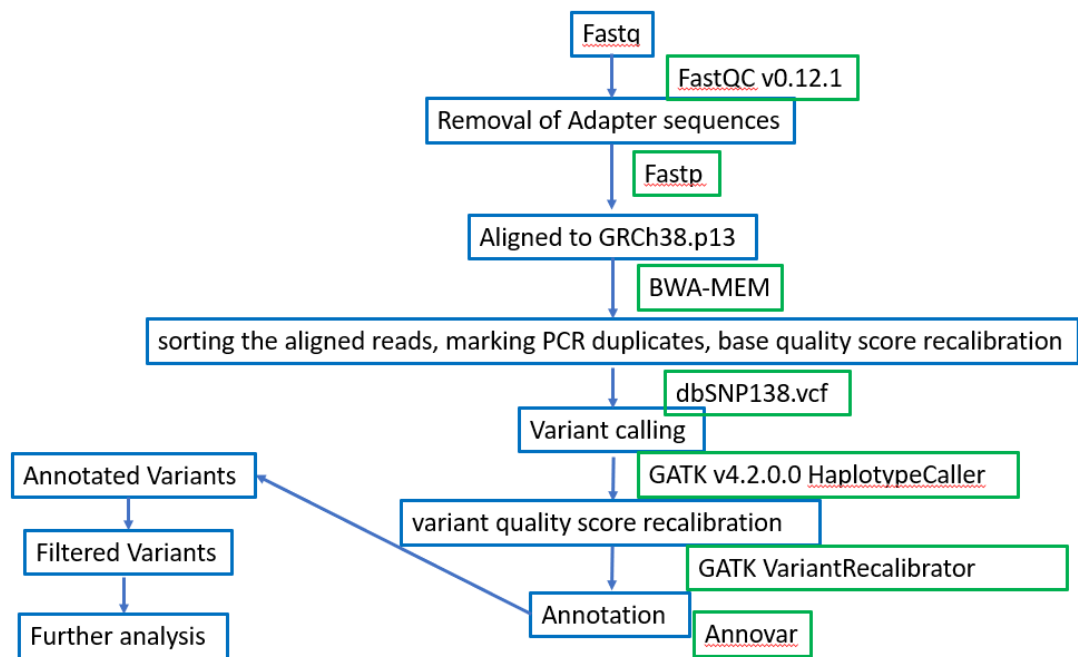 Fastq
FastQC v0.12.1
Removal of Adapter sequences
Fastp
Aligned to GRCh38.p13
BWA-MEM
sorting the aligned reads, marking PCR duplicates, base quality score recalibration
dbSNP138.vcf
Variant calling
GATK v4.2.0.0 HaplotypeCaller
variant quality score recalibration
GATK VariantRecalibrator
Annotation
Annovar
Annotated Variants
Filtered Variants
Further analysis